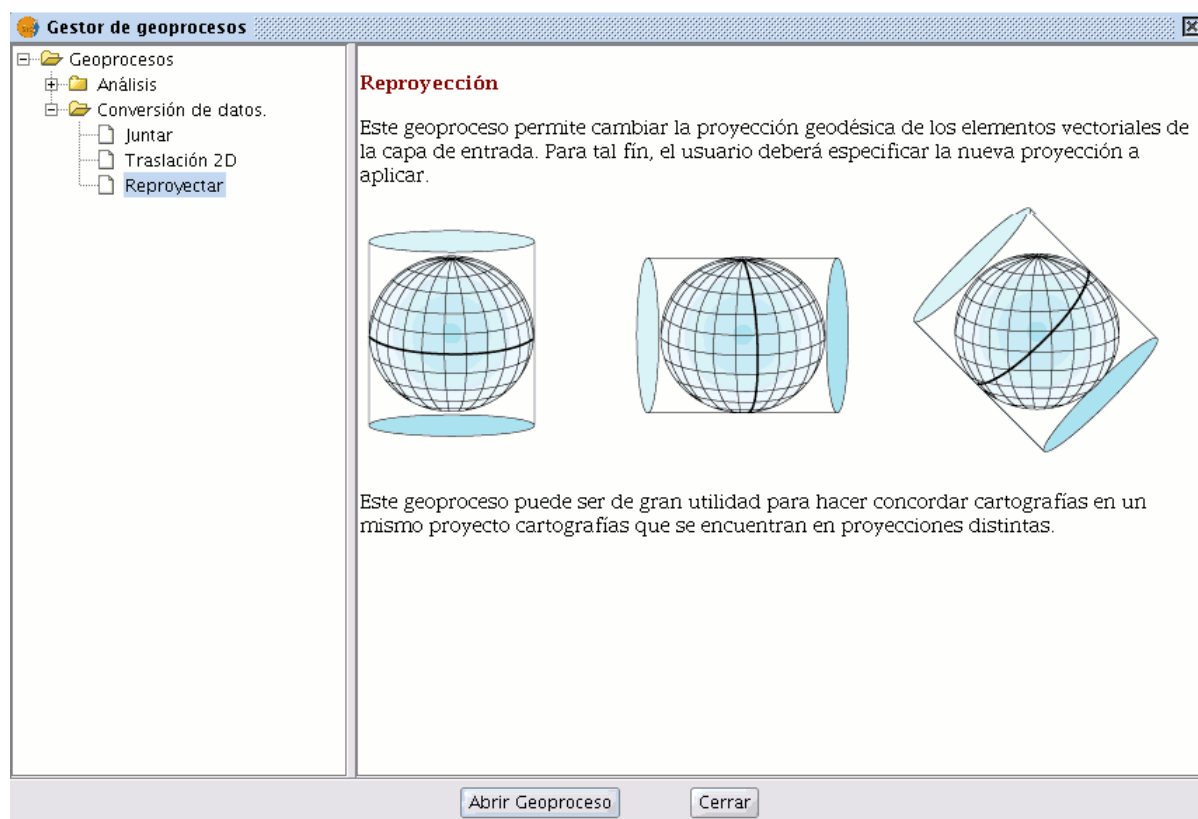 Gestor de geoprocesos
Geoprocesos
Análisis
Conversión de datos.
Juntar
Traslación 2D
Reproyectar
Reproyección
Este geoproceso permite cambiar la proyección geodésica de los elementos vectoriales de
la capa de entrada. Para tal fín, el usuario deberá especificar la nueva proyección a
aplicar.
Este geoproceso puede ser de gran utilidad para hacer concordar cartografías en un
mismo proyecto cartografías que se encuentran en proyecciones distintas.
Abrir Geoproceso
Cerrar